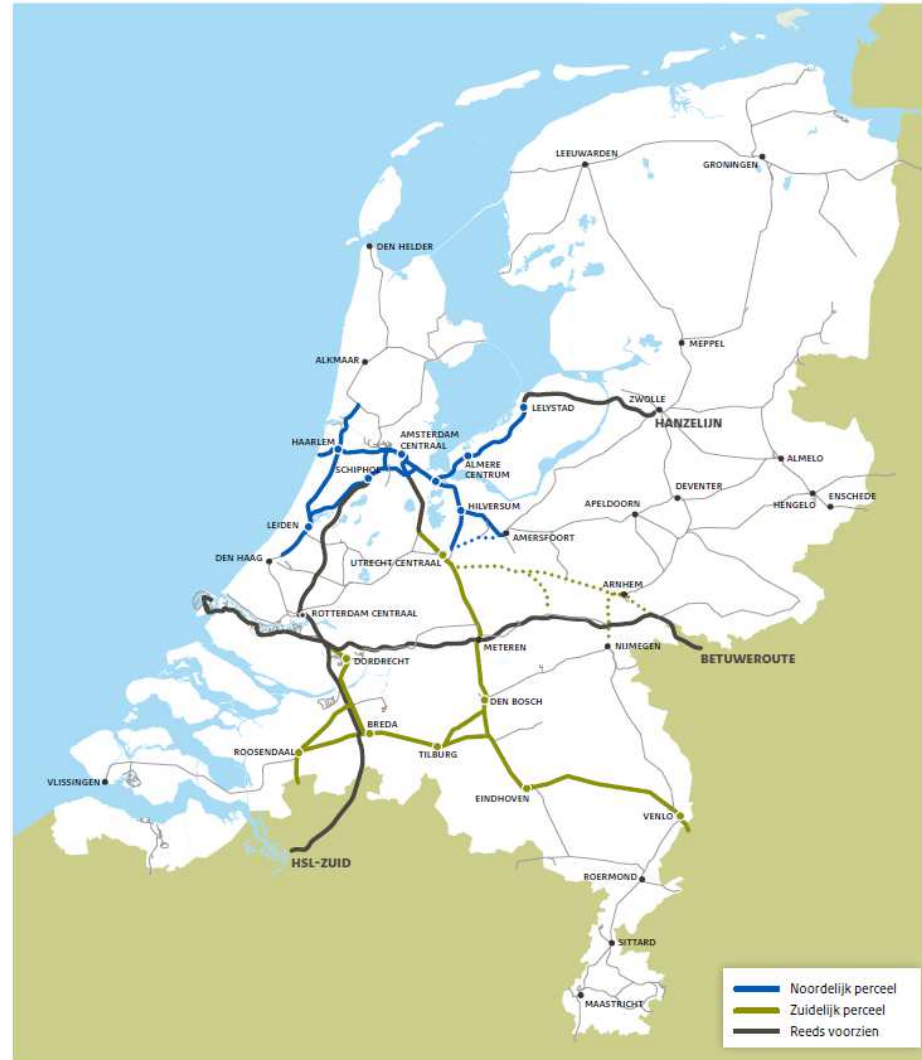 LEEUWARDEN
GRONINGEN
DEN HELDER
MEPPEL
ALKMAAR
ZWOLLE
LELYSTAD
HANZELIJN
HAARLEM
AMSTERDAM
CENTRAAL
ALMERE
CENTRUM
ALMELO
SCHIPHOL
DEVENTER
ENSCHEDE
HENGELO
APELDOORN
HILVERSUM
LEIDEN
AMERSFOORT
DEN HAAG
UTRECHT CENTRAAL
ARNHEM
ROTTERDAM CENTRAAL
METEREN
NIJMEGEN
BETUWEROUTE
DORDRECHT
DEN BOSCH
BREDA
ROOSENDAAL
TILBURG
VLISSINGEN
EINDHOVEN
VENLO
HSL-ZUID
ROERMOND
SITTARD
MAASTRICHT
Noordelijk perceel
Zuidelijk perceel
Reeds voorzien